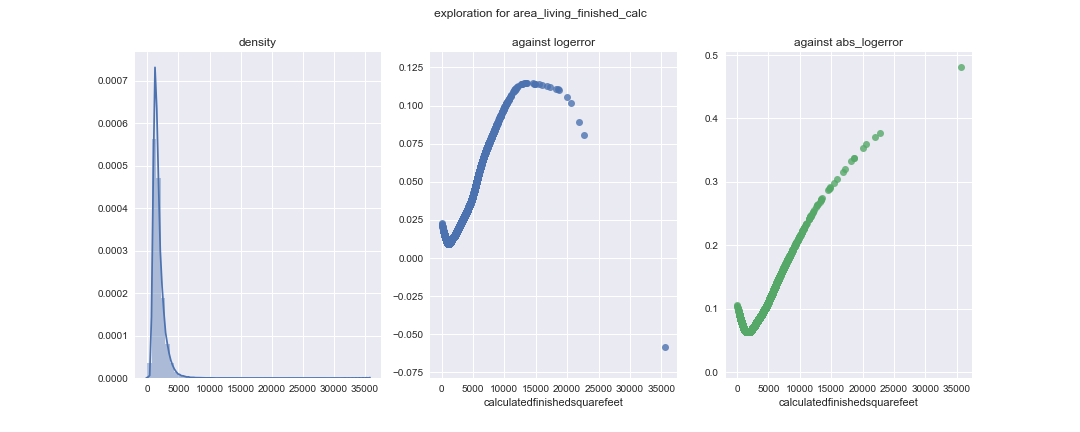 exploration for area_living_finished_calc
density
0.0007
0.0006
0.0005
0.0004
0.0003
0.0002
0.0001
0.0000
0 5000 10000 15000 20000 25000 30000 35000
against logerror
0.125
0.100
0.075
0.050
0.025
0.000
−0.025
−0.050
−0.075
0 5000 10000 15000 20000 25000 30000 35000
calculatedfinishedsquarefeet
against abs_logerror
0.5
0.4
0.3
0.2
0.1
0.0
0 5000 10000 15000 20000 25000 30000 35000
calculatedfinishedsquarefeet